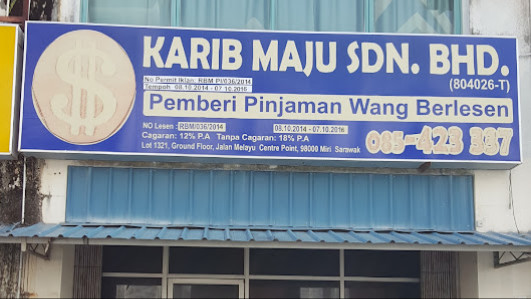 KARIB MAJU SDN. BHD.
(804026-T)
No Permit Iklan. RBM PI/036/2014
Tempoh 08.10.2014 - 07.10.2016
Pemberi Pinjaman Wang Berlesen
NO Lesen : RBM/036/2014 08.10.2014 - 07.10.2016
Cagaran: 12% P.A Tanpa Cagaran: 18% P.A
085-423 337
Lot 1321, Ground Floor, Jalan Melayu Centre Point, 98000 Miri Sarawak